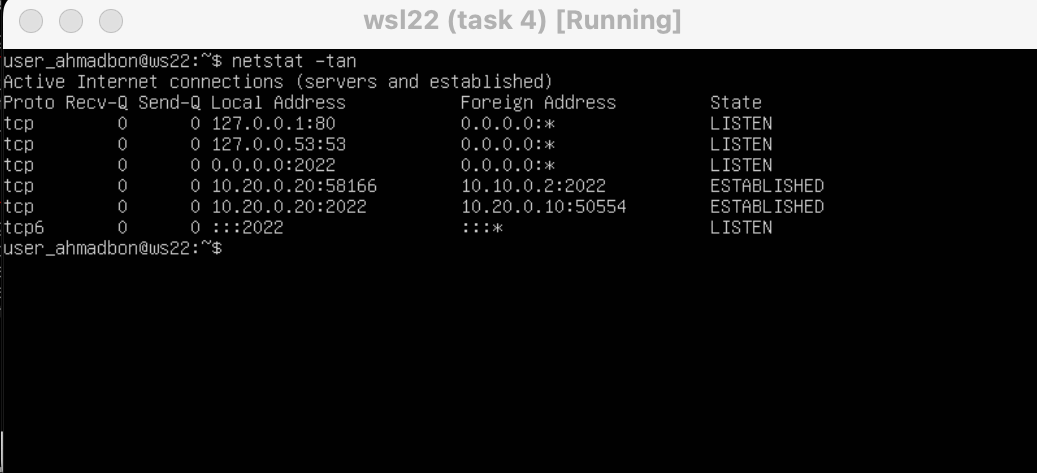 wsl22 (task 4) [Running]
user_ahmadbon@ws22:~$ netstat -tan
Active Internet connections (servers and established)
Proto Recv-Q Send-Q Local Address           Foreign Address         State
tcp        0      0 127.0.0.1:80            0.0.0.0:*               LISTEN
tcp        0      0 127.0.0.53:53           0.0.0.0:*               LISTEN
tcp        0      0 0.0.0.0:2022            0.0.0.0:*               LISTEN
tcp        0      0 10.20.0.20:58166        10.10.0.2:2022          ESTABLISHED
tcp        0      0 10.20.0.20:2022         10.20.0.10:50554        ESTABLISHED
tcp6       0      0 :::2022                 :::*                    LISTEN
user_ahmadbon@ws22:~$